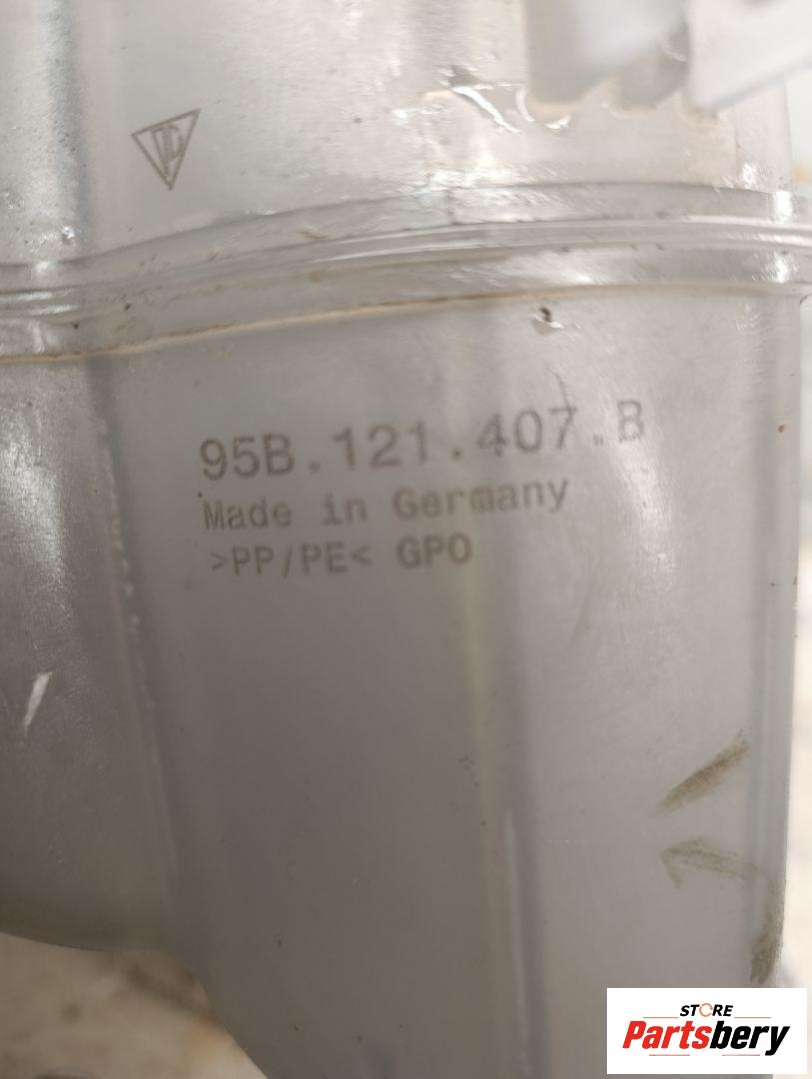 95B.121.407.B
Made in Germany
>PP/PE< GPO
STORE
Partsbery